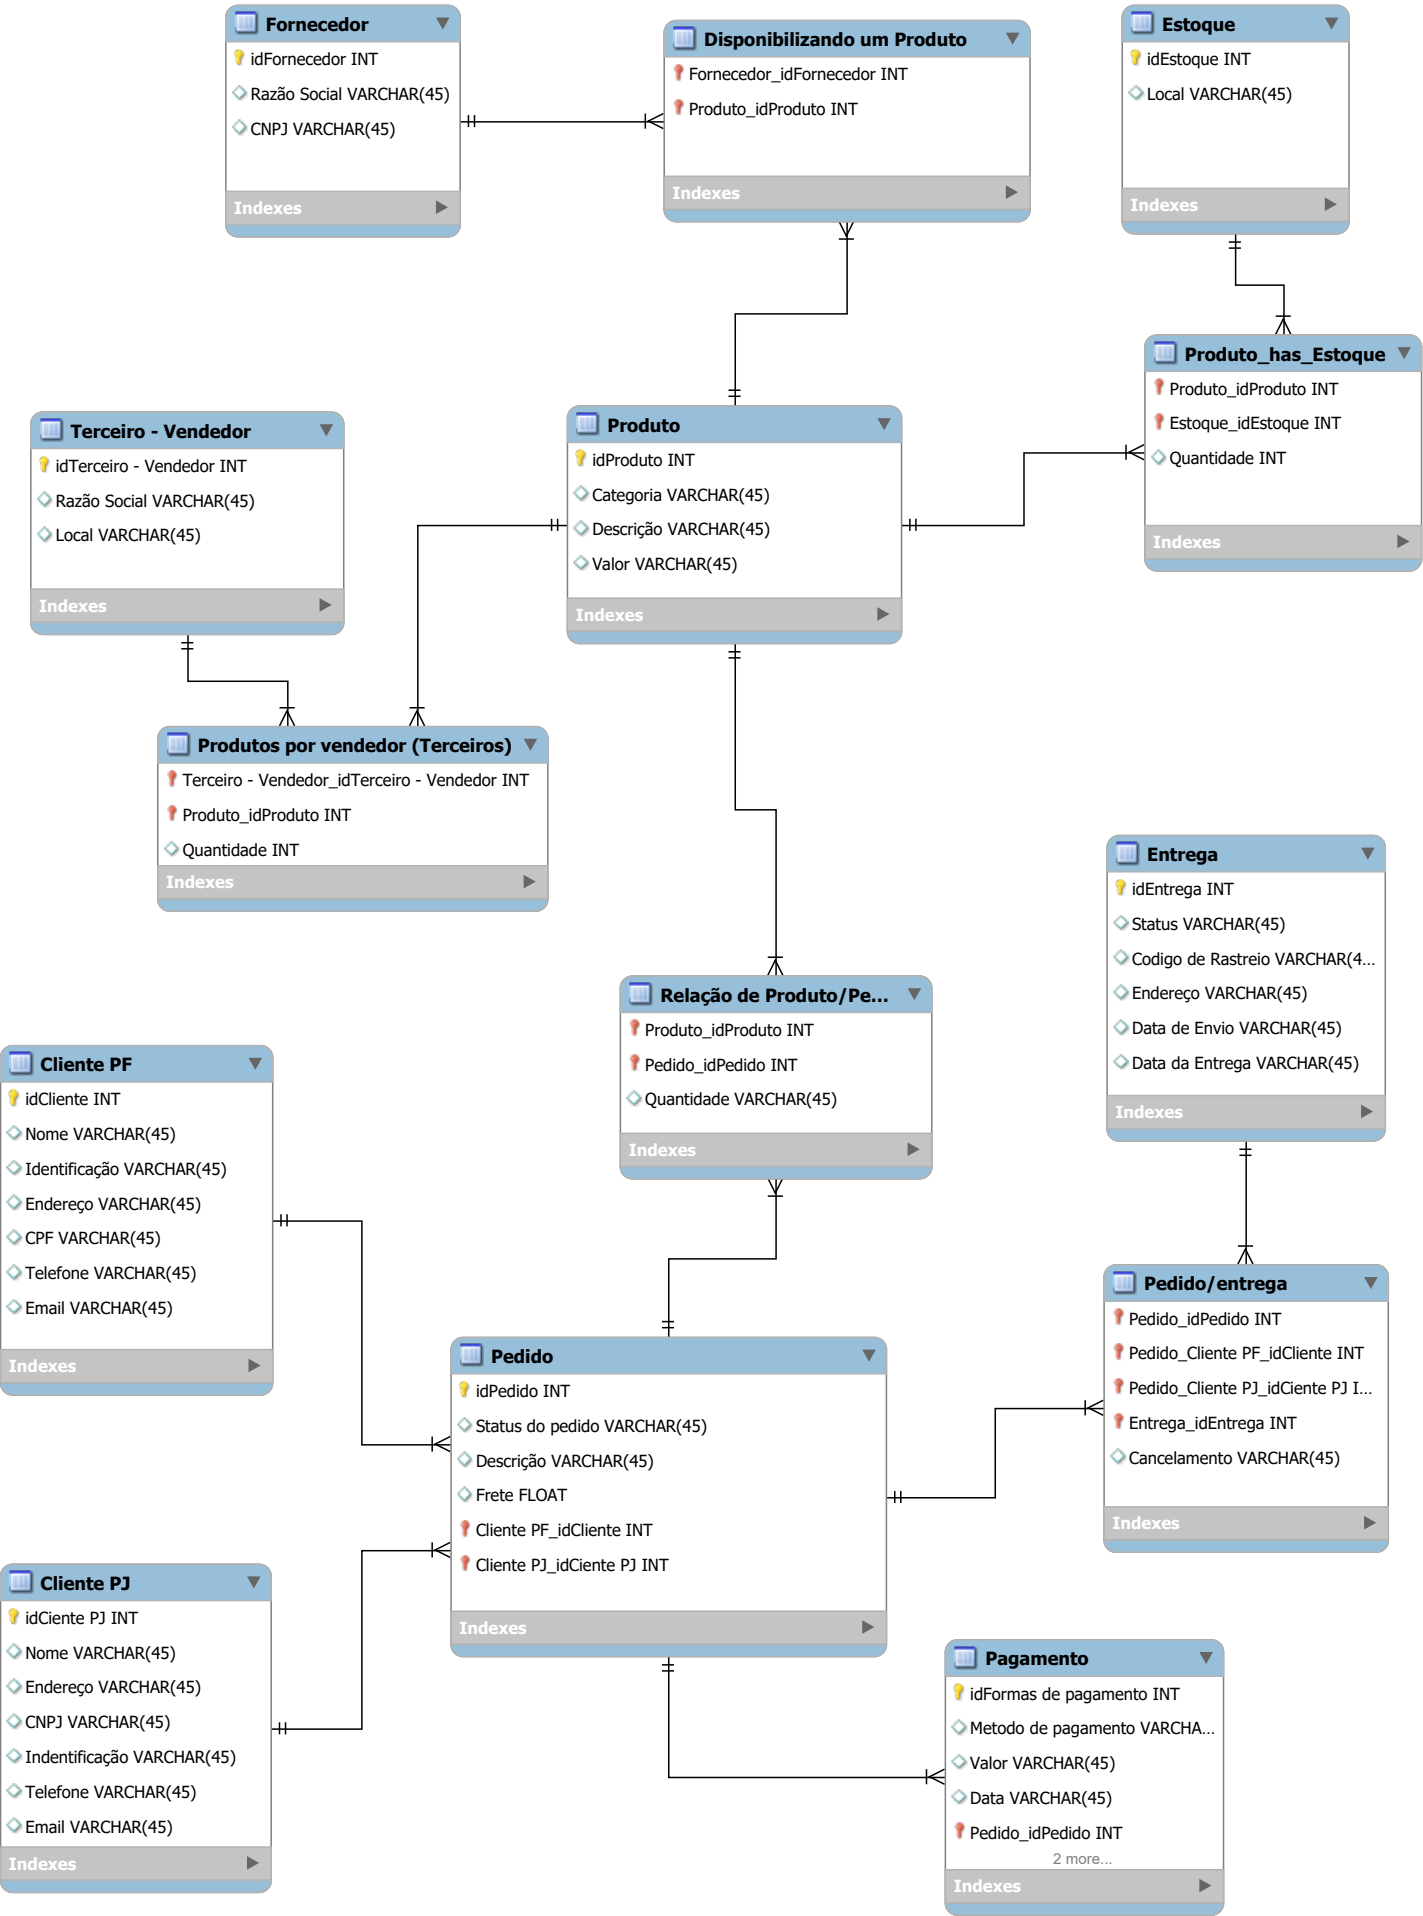 Fornecedor
idFornecedor INT
Razão Social VARCHAR(45)
CNPJ VARCHAR(45)
Indexes
Disponibilizando um Produto
Fornecedor_idFornecedor INT
Produto_idProduto INT
Indexes
Estoque
idEstoque INT
Local VARCHAR(45)
Indexes
Produto_has_Estoque
Produto_idProduto INT
Estoque_idEstoque INT
Quantidade INT
Indexes
Terceiro - Vendedor
idTerceiro - Vendedor INT
Razão Social VARCHAR(45)
Local VARCHAR(45)
Indexes
Produto
idProduto INT
Categoria VARCHAR(45)
Descrição VARCHAR(45)
Valor VARCHAR(45)
Indexes
Produtos por vendedor (Terceiros)
Terceiro - Vendedor_idTerceiro - Vendedor INT
Produto_idProduto INT
Quantidade INT
Indexes
Entrega
idEntrega INT
Status VARCHAR(45)
Codigo de Rastreio VARCHAR(4...
Endereço VARCHAR(45)
Data de Envio VARCHAR(45)
Data da Entrega VARCHAR(45)
Indexes
Relação de Produto/Pe...
Produto_idProduto INT
Pedido_idPedido INT
Quantidade VARCHAR(45)
Indexes
Cliente PF
idCliente INT
Nome VARCHAR(45)
Identificação VARCHAR(45)
Endereço VARCHAR(45)
CPF VARCHAR(45)
Telefone VARCHAR(45)
Email VARCHAR(45)
Indexes
Pedido/entrega
Pedido_idPedido INT
Pedido_Cliente PF_idCliente INT
Pedido_Cliente PJ_idCiente PJ I...
Entrega_idEntrega INT
Cancelamento VARCHAR(45)
Indexes
Pedido
idPedido INT
Status do pedido VARCHAR(45)
Descrição VARCHAR(45)
Frete FLOAT
Cliente PF_idCliente INT
Cliente PJ_idCiente PJ INT
Indexes
Cliente PJ
idCiente PJ INT
Nome VARCHAR(45)
Endereço VARCHAR(45)
CNPJ VARCHAR(45)
Indentificação VARCHAR(45)
Telefone VARCHAR(45)
Email VARCHAR(45)
Indexes
Pagamento
idFormas de pagamento INT
Metodo de pagamento VARCHA...
Valor VARCHAR(45)
Data VARCHAR(45)
Pedido_idPedido INT
2 more...
Indexes